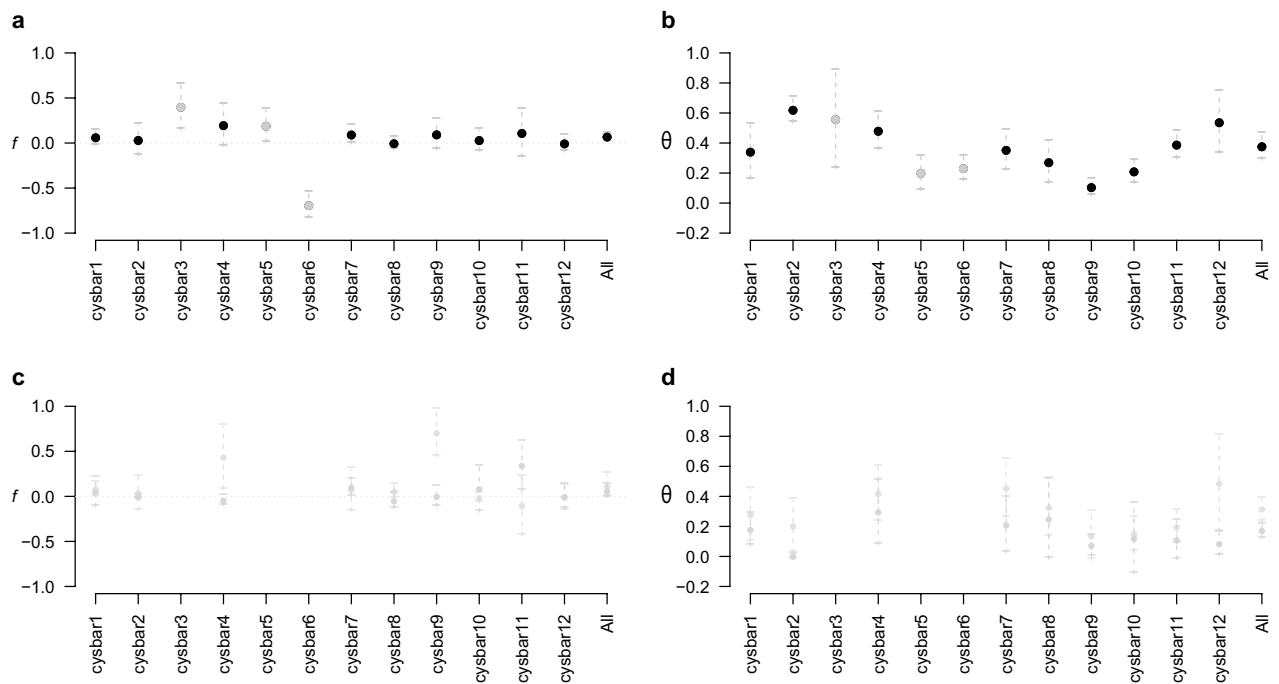 a
1.0
0.5
0.0
−0.5
−1.0
f
cysbar1
cysbar2
cysbar3
cysbar4
cysbar5
cysbar6
cysbar7
cysbar8
cysbar9
cysbar10
cysbar11
cysbar12
All
b
1.0
0.8
0.6
0.4
0.2
0.0
−0.2
θ
cysbar1
cysbar2
cysbar3
cysbar4
cysbar5
cysbar6
cysbar7
cysbar8
cysbar9
cysbar10
cysbar11
cysbar12
All
c
1.0
0.5
0.0
−0.5
−1.0
f
cysbar1
cysbar2
cysbar3
cysbar4
cysbar5
cysbar6
cysbar7
cysbar8
cysbar9
cysbar10
cysbar11
cysbar12
All
d
1.0
0.8
0.6
0.4
0.2
0.0
−0.2
θ
cysbar1
cysbar2
cysbar3
cysbar4
cysbar5
cysbar6
cysbar7
cysbar8
cysbar9
cysbar10
cysbar11
cysbar12
All